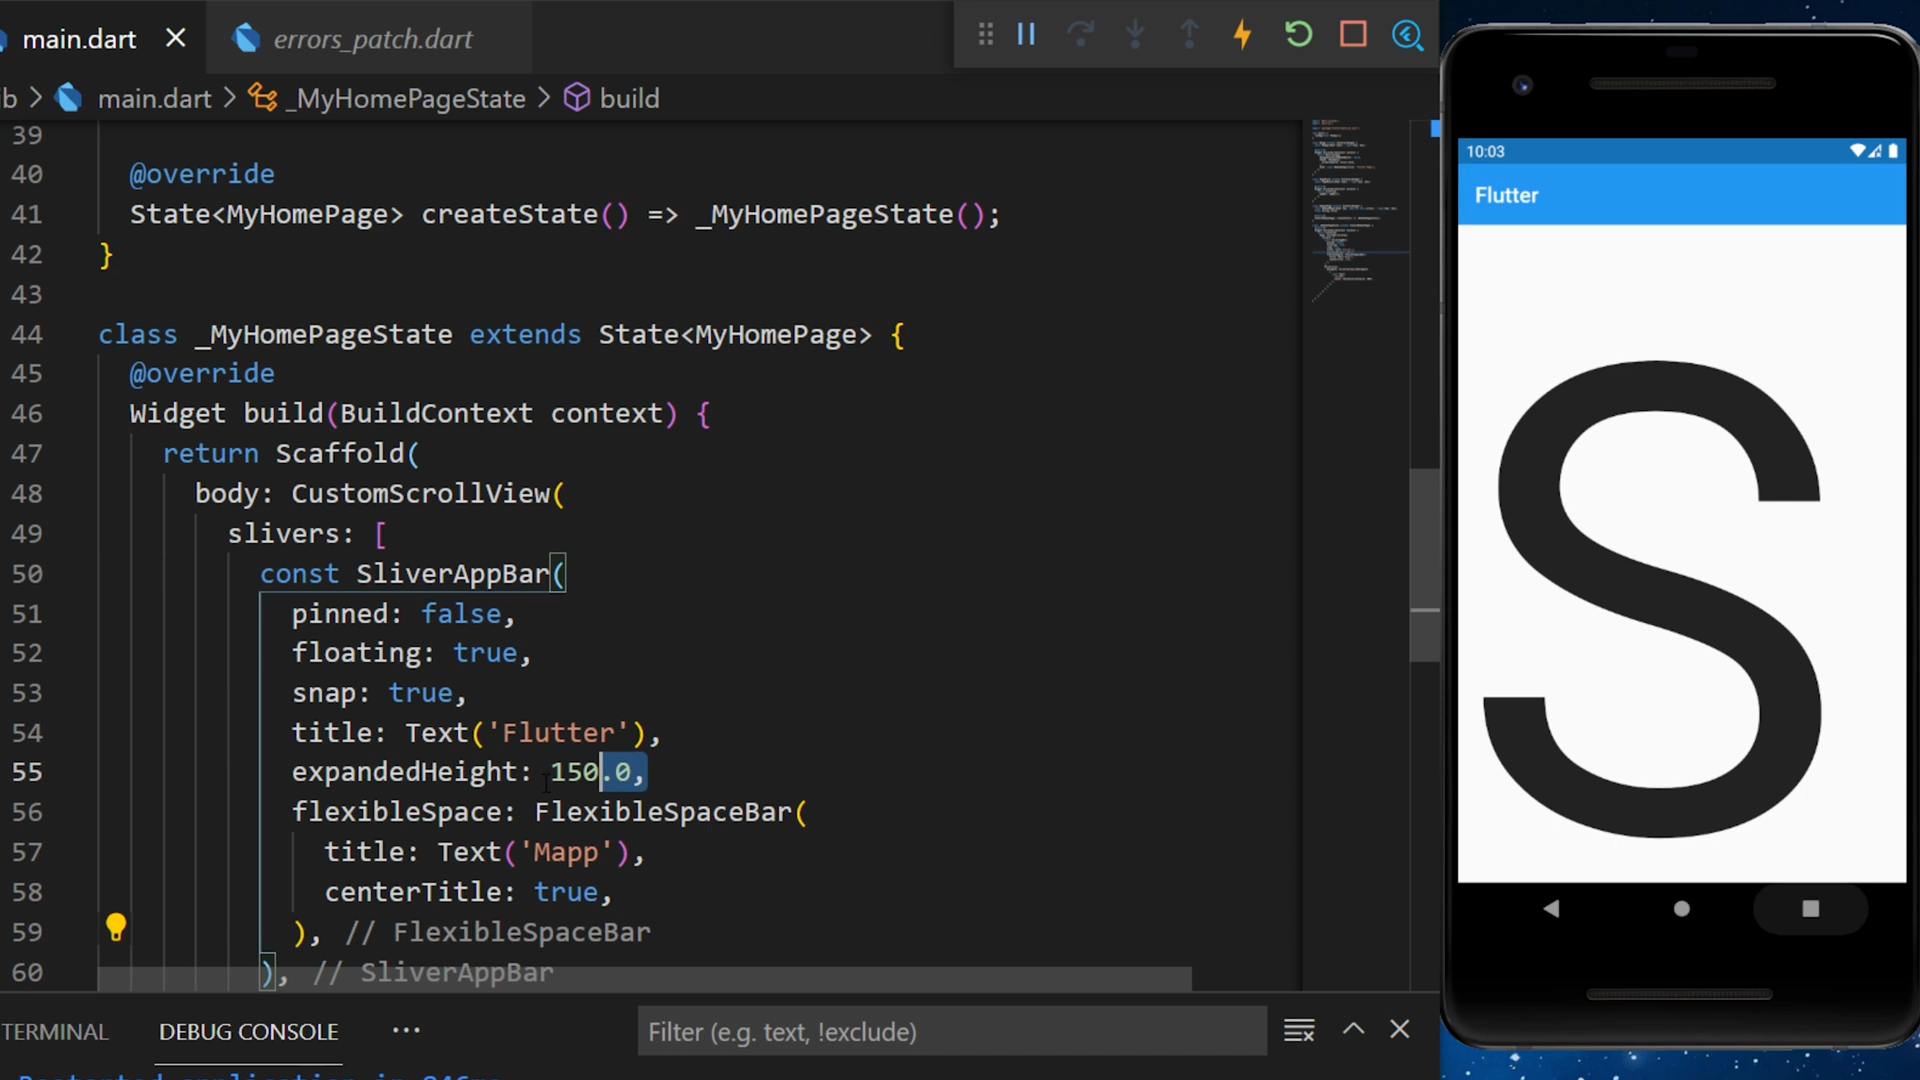 main.dart
errors_patch.dart
ib > main.dart > _MyHomePageState > build
39
40 @override
41 State<MyHomePage> createState() => _MyHomePageState();
42 }
43
44 class _MyHomePageState extends State<MyHomePage> {
45 @override
46 Widget build(BuildContext context) {
47 return Scaffold(
48 body: CustomScrollView(
49 slivers: [
50 const SliverAppBar(
51 pinned: false,
52 floating: true,
53 snap: true,
54 title: Text('Flutter'),
55 expandedHeight: 150.0,
56 flexibleSpace: FlexibleSpaceBar(
57 title: Text('Mapp'),
58 centerTitle: true,
59 ), // FlexibleSpaceBar
60 ), // SliverAppBar
TERMINAL
DEBUG CONSOLE
Filter (e.g. text, !exclude)
10:03
Flutter
S